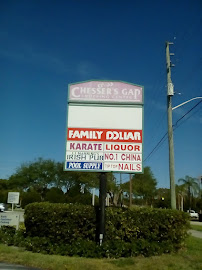 CHESSER'S GAP
FAMILY DOLLAR
KARATE LIQUOR
IRISH PUB NO.1 CHINA
POOL SUPPLY NAILS